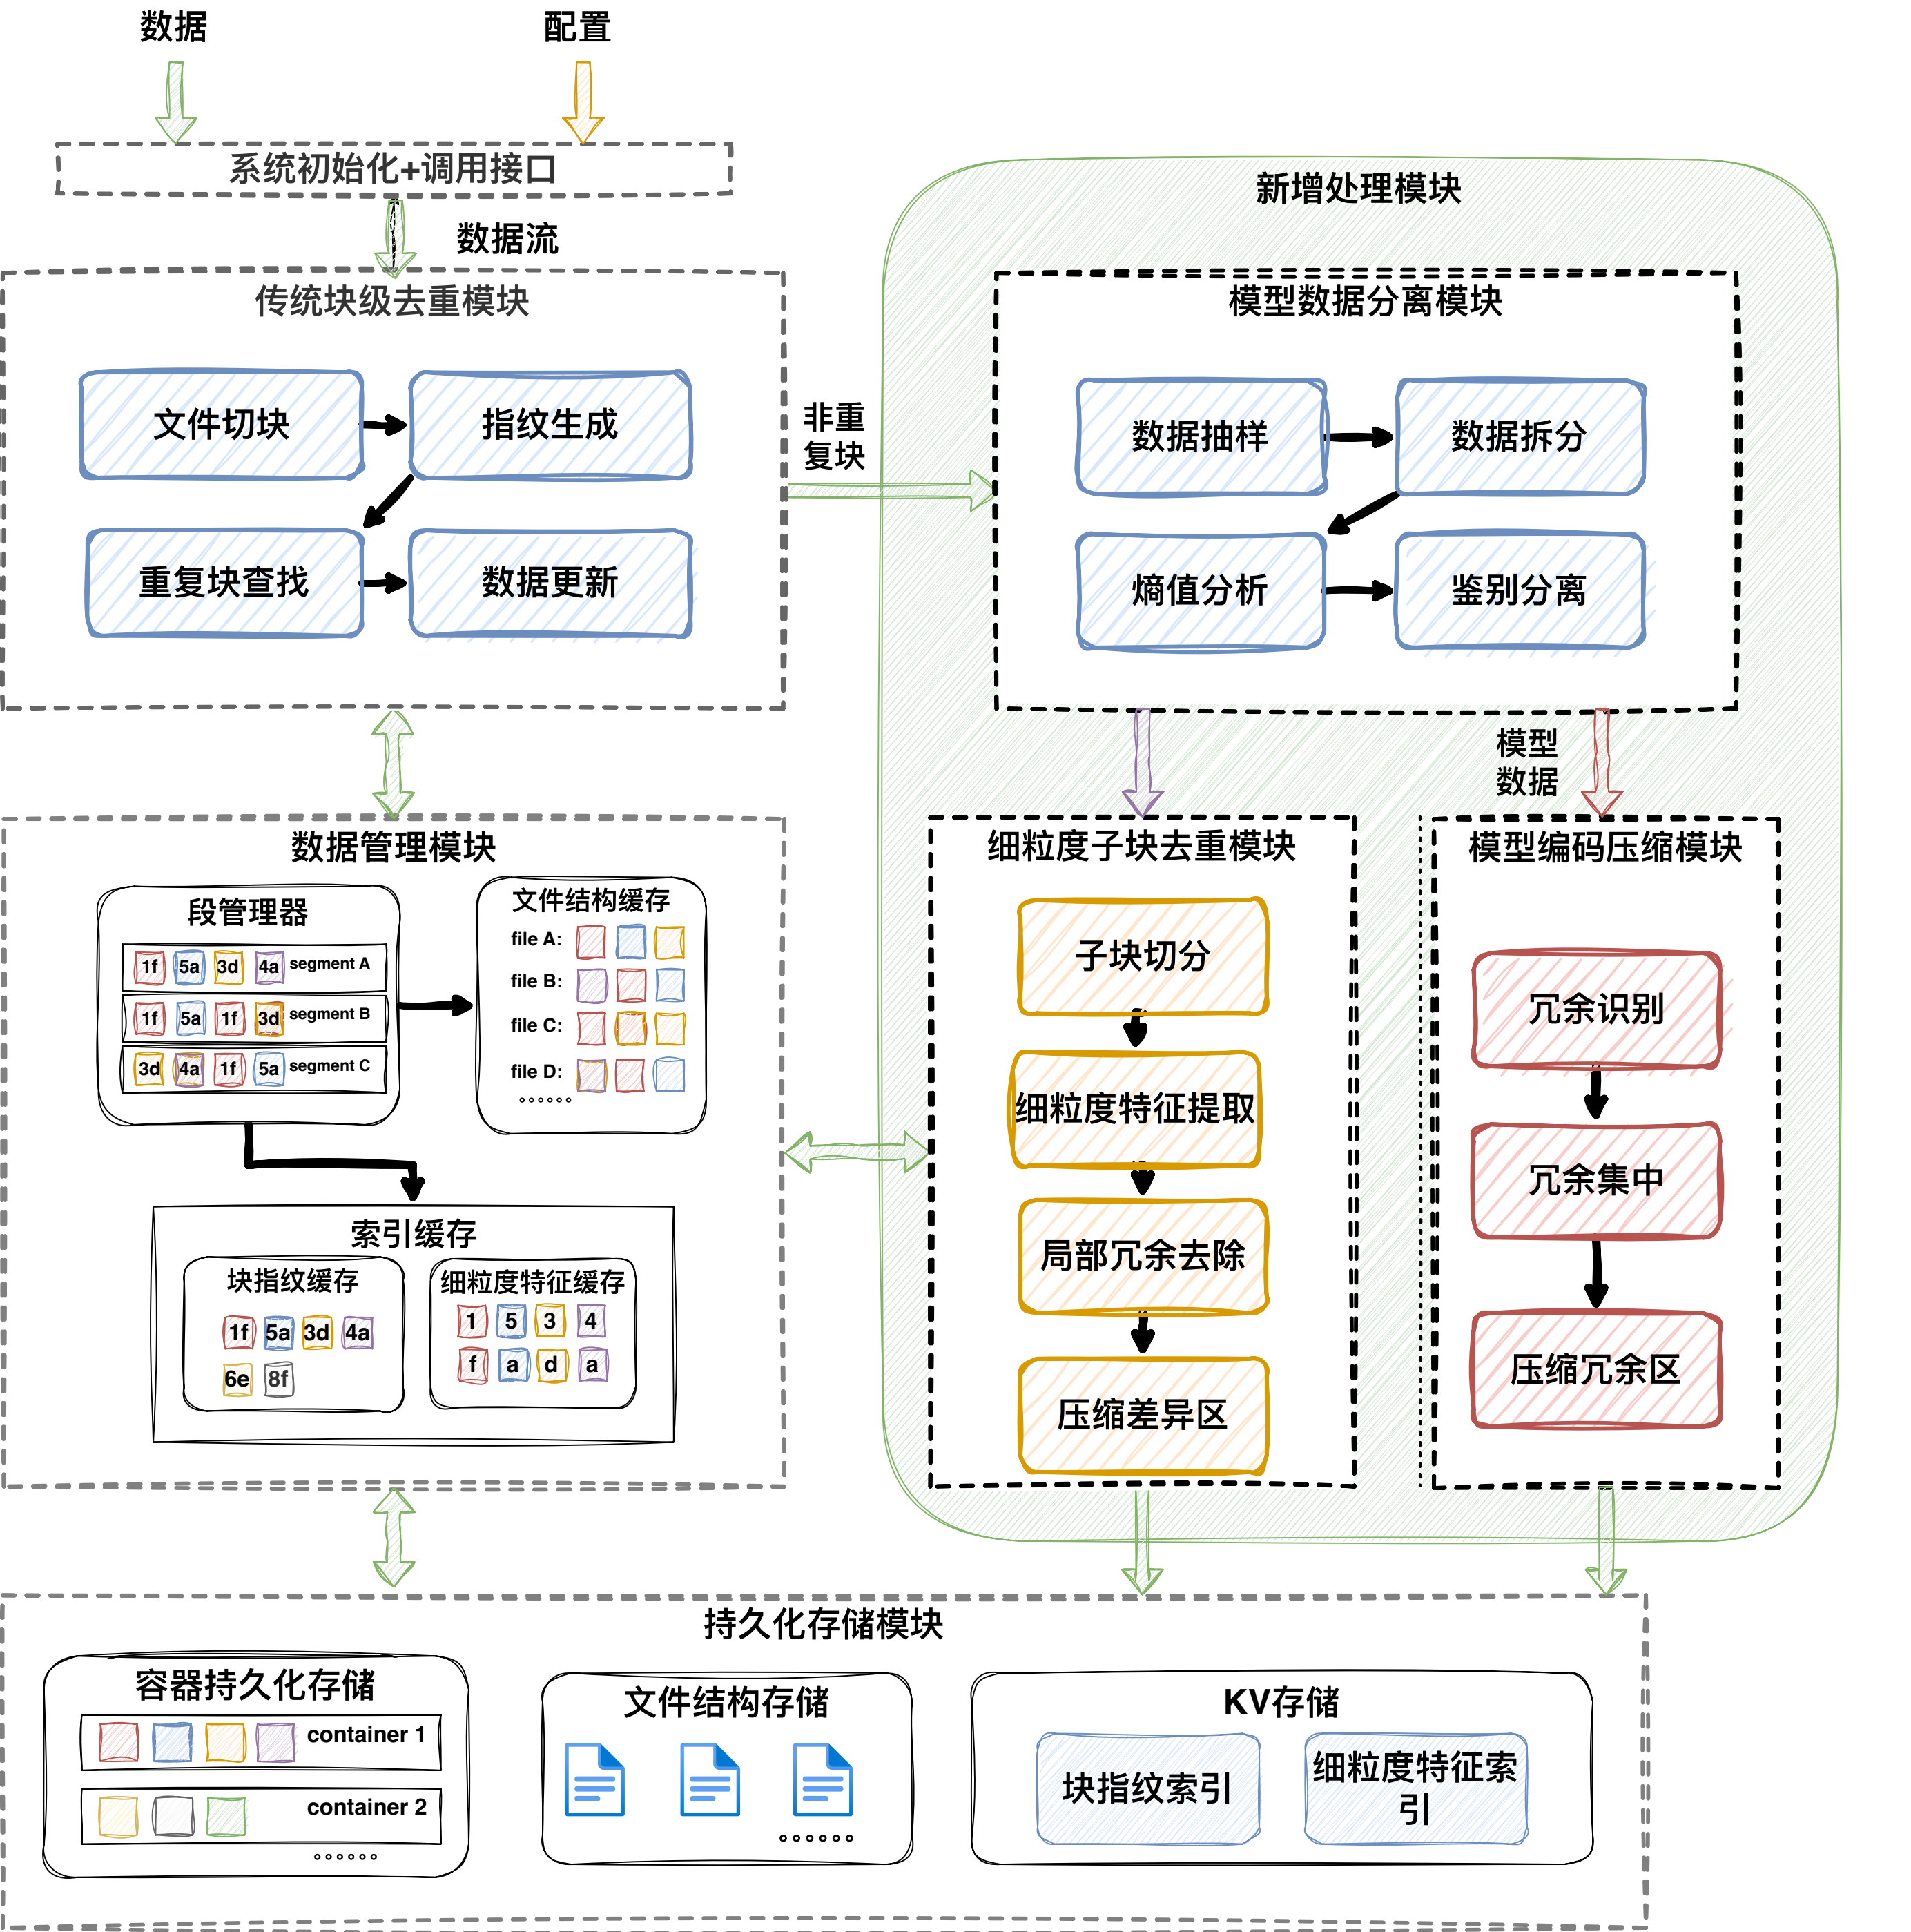 数据
配置
系统初始化+调用接口
数据流
传统块级去重模块
文件切块
指纹生成
重复块查找
数据更新
非重
复块
新增处理模块
模型数据分离模块
数据抽样
数据拆分
熵值分析
鉴别分离
模型
数据
数据管理模块
段管理器
1f 5a 3d 4a segment A
1f 5a 1f 3d segment B
3d 4a 1f 5a segment C
文件结构缓存
file A:
file B:
file C:
file D:
索引缓存
块指纹缓存
1f 5a 3d 4a
6e 8f
细粒度特征缓存
1 5 3 4
f a d a
细粒度子块去重模块
子块切分
细粒度特征提取
局部冗余去除
压缩差异区
模型编码压缩模块
冗余识别
冗余集中
压缩冗余区
持久化存储模块
容器持久化存储
container 1
container 2
文件结构存储
KV存储
块指纹索引
细粒度特征索
引